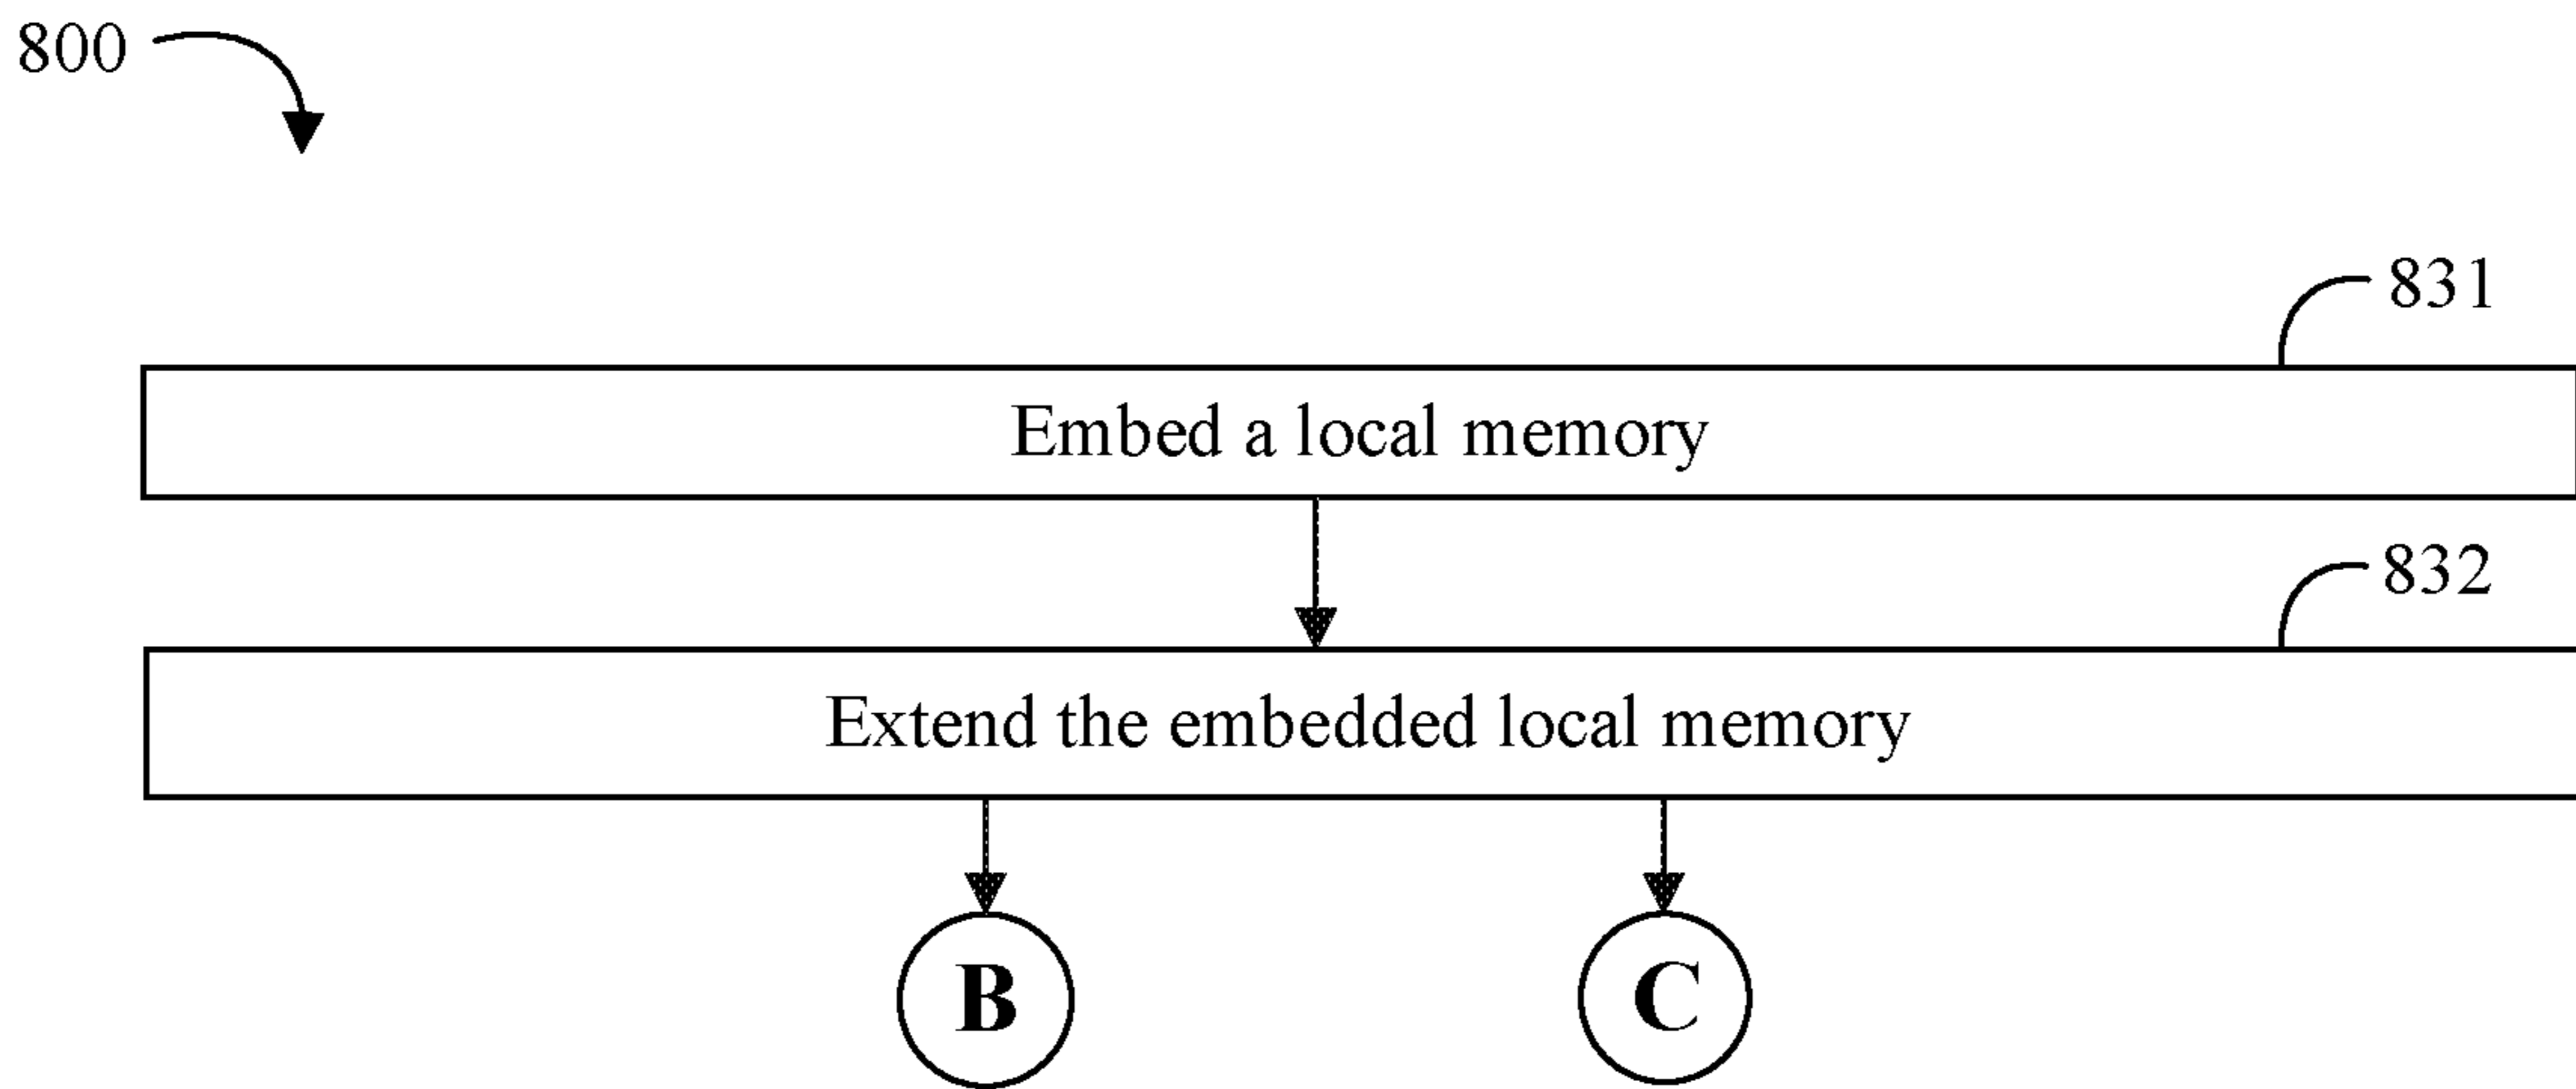 800
831
Embed a local memory
832
Extend the embedded local memory
B
C